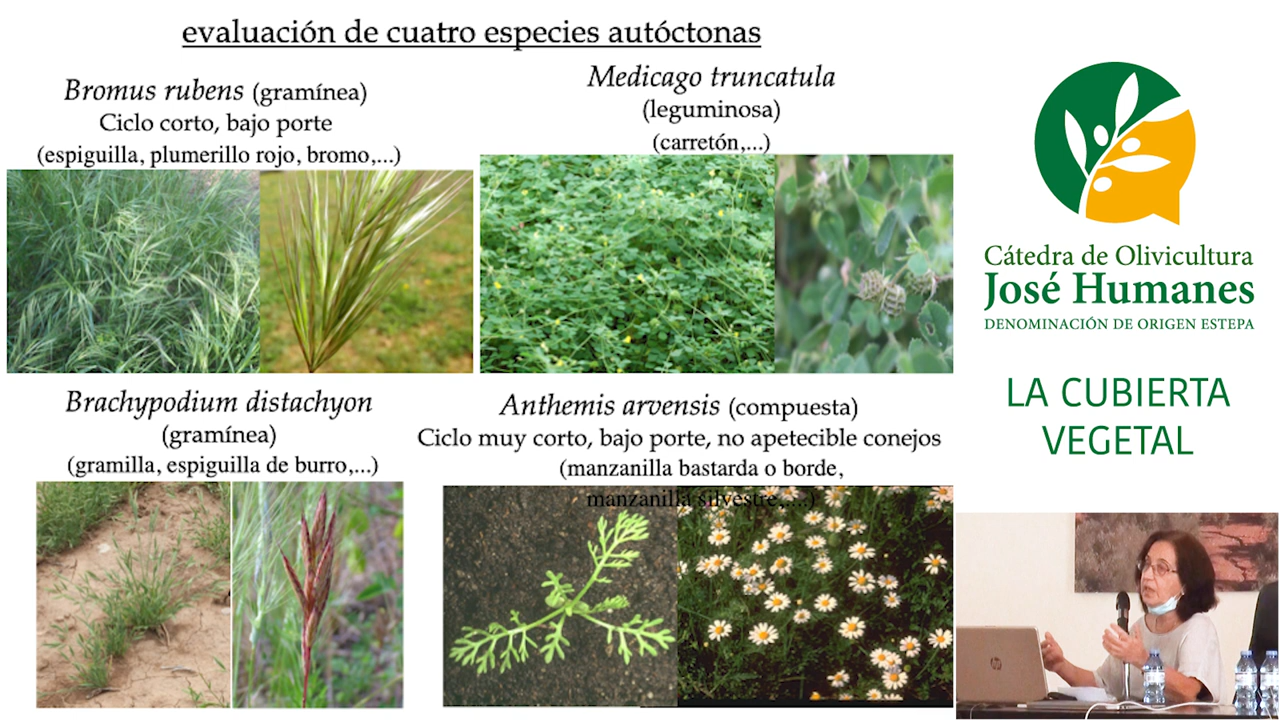 evaluación de cuatro especies autóctonas
Bromus rubens (gramínea)
Ciclo corto, bajo porte
(espiguilla, plumerillo rojo, bromo,...)
Medicago truncatula
(leguminosa)
(carretón,...)
Brachypodium distachyon
(gramínea)
(gramilla, espiguilla de burro,...)
Anthemis arvensis (compuesta)
Ciclo muy corto, bajo porte, no apetecible conejos
(manzanilla bastarda o borde,
manzanilla silvestre,...)
Cátedra de Olivicultura
José Humanes
DENOMINACIÓN DE ORIGEN ESTEPA
LA CUBIERTA
VEGETAL
hp